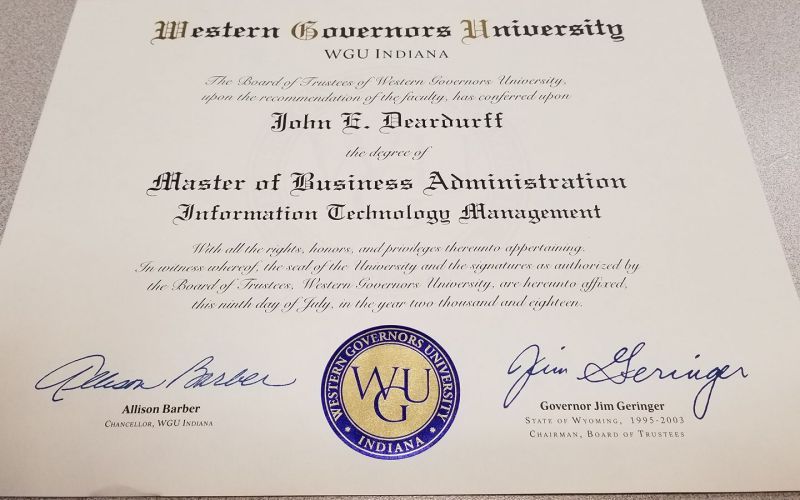 Western Governors University
WGU INDIANA
The Board of Trustees of Western Governors University,
upon the recommendation of the faculty, has conferred upon
John E. Deardurff
the degree of
Master of Business Administration
Information Technology Management
With all the rights, honors, and privileges thereunto appertaining.
In witness whereof, the seal of the University and the signatures as authorized by
the Board of Trustees, Western Governors University, are hereunto affixed,
this ninth day of July, in the year two thousand and eighteen.
Allison Barber
Jim Geringer
WESTERN GOVERNORS UNIVERSITY
WGU
• INDIANA •
Allison Barber
CHANCELLOR, WGU INDIANA
Governor Jim Geringer
STATE OF WYOMING, 1995-2003
CHAIRMAN, BOARD OF TRUSTEES